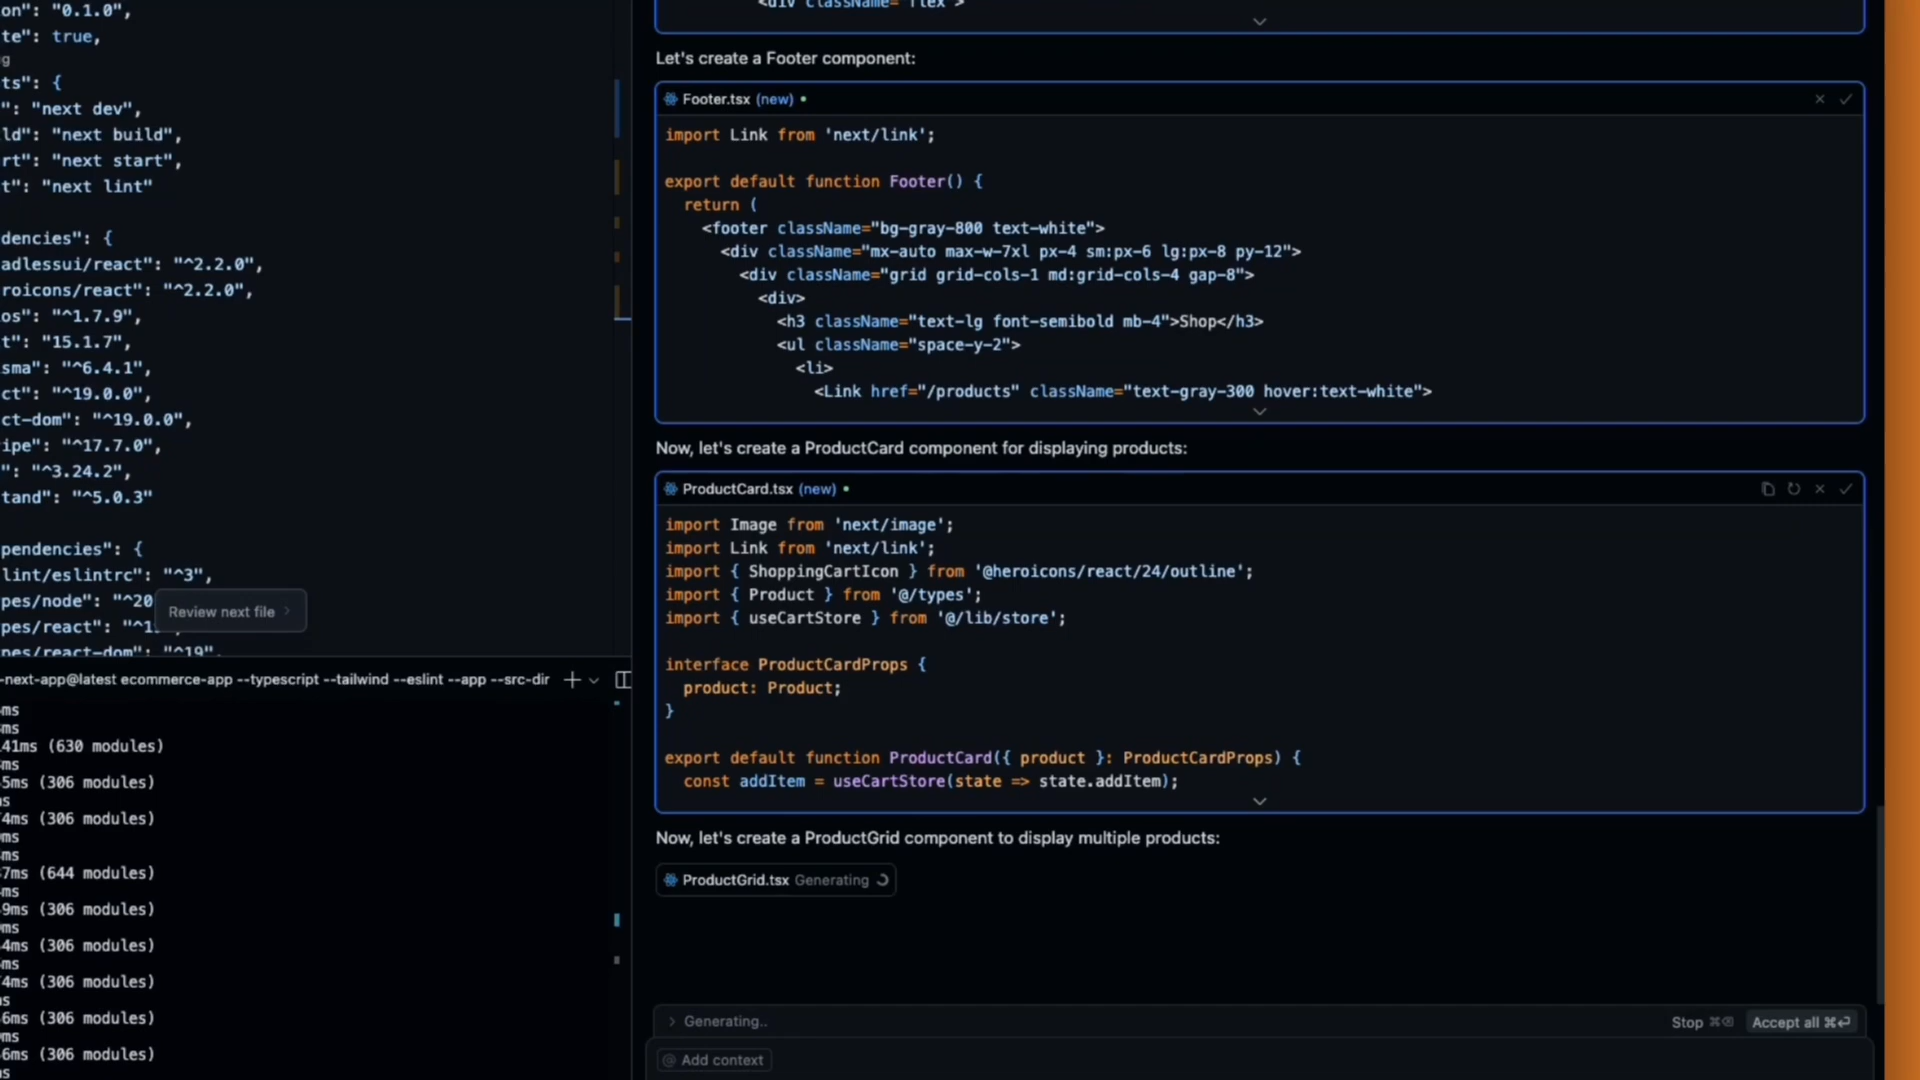 on": "0.1.0",
te": true,
g
ts": {
": "next dev",
ld": "next build",
rt": "next start",
t": "next lint"
dencies": {
adlessui/react": "^2.2.0",
roicons/react": "^2.2.0",
os": "^1.7.9",
t": "15.1.7",
sma": "^6.4.1",
ct": "^19.0.0",
ct-dom": "^19.0.0",
ipe": "^17.7.0",
": "^3.24.2",
tand": "^5.0.3"
pendencies": {
lint/eslintrc": "^3",
pes/node": "^20
pes/react": "^1
pes/react-dom": "^19",
Review next file
-next-app@latest ecommerce-app --typescript --tailwind --eslint --app --src-dir
ms
ms
41ms (630 modules)
ms
5ms (306 modules)
s
4ms (306 modules)
ms
ms
7ms (644 modules)
ms
9ms (306 modules)
ms
4ms (306 modules)
ms
4ms (306 modules)
s
6ms (306 modules)
ms
6ms (306 modules)
s
<div className="flex">
Let's create a Footer component:
Footer.tsx (new)
import Link from 'next/link';
export default function Footer() {
return (
<footer className="bg-gray-800 text-white">
<div className="mx-auto max-w-7xl px-4 sm:px-6 lg:px-8 py-12">
<div className="grid grid-cols-1 md:grid-cols-4 gap-8">
<div>
<h3 className="text-lg font-semibold mb-4">Shop</h3>
<ul className="space-y-2">
<li>
<Link href="/products" className="text-gray-300 hover:text-white">
Now, let's create a ProductCard component for displaying products:
ProductCard.tsx (new)
import Image from 'next/image';
import Link from 'next/link';
import { ShoppingCartIcon } from '@heroicons/react/24/outline';
import { Product } from '@/types';
import { useCartStore } from '@/lib/store';
interface ProductCardProps {
product: Product;
}
export default function ProductCard({ product }: ProductCardProps) {
const addItem = useCartStore(state => state.addItem);
Now, let's create a ProductGrid component to display multiple products:
ProductGrid.tsx Generating
Generating..
Stop ⌘⌫ Accept all ⌘⏎
@ Add context